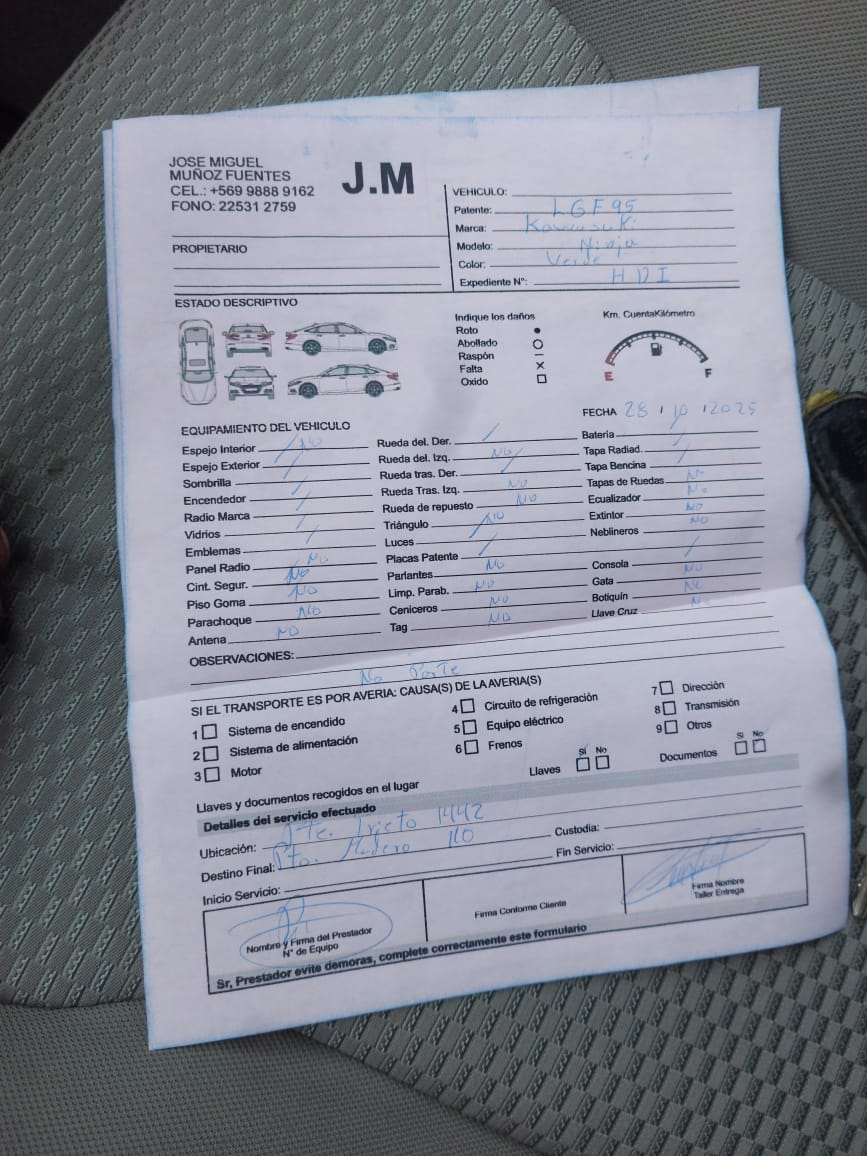 JOSE MIGUEL
MUÑOZ FUENTES
CEL.: +569 9888 9162
FONO: 22531 2759
J.M
PROPIETARIO
VEHICULO:
Patente: LGF95
Marca: Kawasuki
Modelo: Ninja
Color: Verde
Expediente N°: HDI
ESTADO DESCRIPTIVO
Indique los daños
Roto ●
Abollado ○
Raspón –
Falta ×
Oxido □
Km. CuentaKilómetro
E F
FECHA 28 / 10 / 2025
EQUIPAMIENTO DEL VEHICULO
Espejo Interior NO
Espejo Exterior /
Sombrilla /
Encendedor /
Radio Marca /
Vidrios /
Emblemas
Panel Radio NO
Cint. Segur. NO
Piso Goma NO
Parachoque NO
Antena NO
Rueda del. Der. /
Rueda del. Izq. NO
Rueda tras. Der. /
Rueda Tras. Izq. NO
Rueda de repuesto NO
Triángulo NO
Luces /
Placas Patente /
Parlantes NO
Limp. Parab. NO
Ceniceros NO
Tag NO
Bateria /
Tapa Radiad. /
Tapa Bencina /
Tapas de Ruedas No
Ecualizador No
Extintor NO
Neblineros NO
Consola /
Gata NO
Botiquín NO
Llave Cruz No
OBSERVACIONES:
No Porte
SI EL TRANSPORTE ES POR AVERIA: CAUSA(S) DE LA AVERIA(S)
1 □ Sistema de encendido
2 □ Sistema de alimentación
3 □ Motor
4 □ Circuito de refrigeración
5 □ Equipo eléctrico
6 □ Frenos
7 □ Dirección
8 □ Transmisión
9 □ Otros
Llaves y documentos recogidos en el lugar
Llaves Si □ No □
Documentos Si □ No □
Detalles del servicio efectuado
Ubicación: 1442
Destino Final: Pto. Madero
Custodia:
Inicio Servicio:
Fin Servicio:
Nombre y Firma del Prestador
N° de Equipo
Firma Conforme Cliente
Firma Nombre
Taller Entrega
Sr, Prestador evite demoras, complete correctamente este formulario